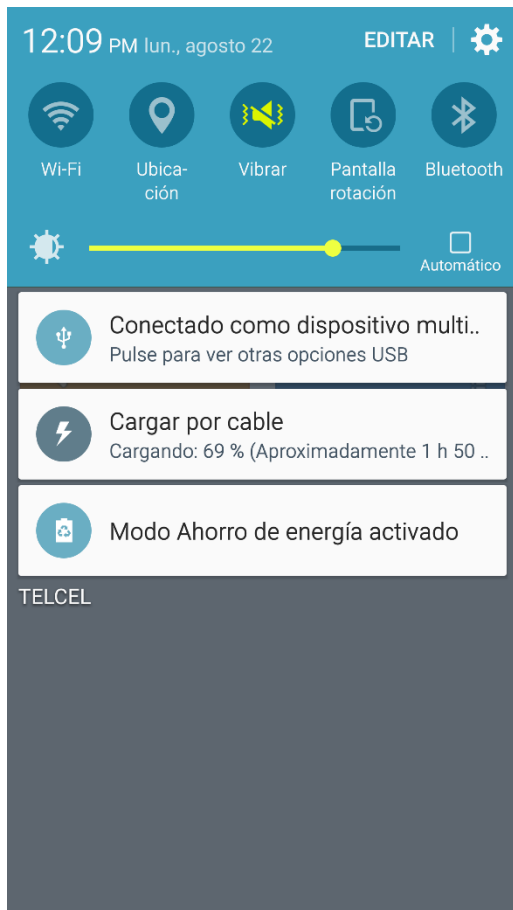 12:09 PM lun., agosto 22 EDITAR
Wi-Fi
Ubica-
ción
Vibrar
Pantalla
rotación
Bluetooth
Automático
Conectado como dispositivo multi..
Pulse para ver otras opciones USB
Cargar por cable
Cargando: 69 % (Aproximadamente 1 h 50 ..
Modo Ahorro de energía activado
TELCEL